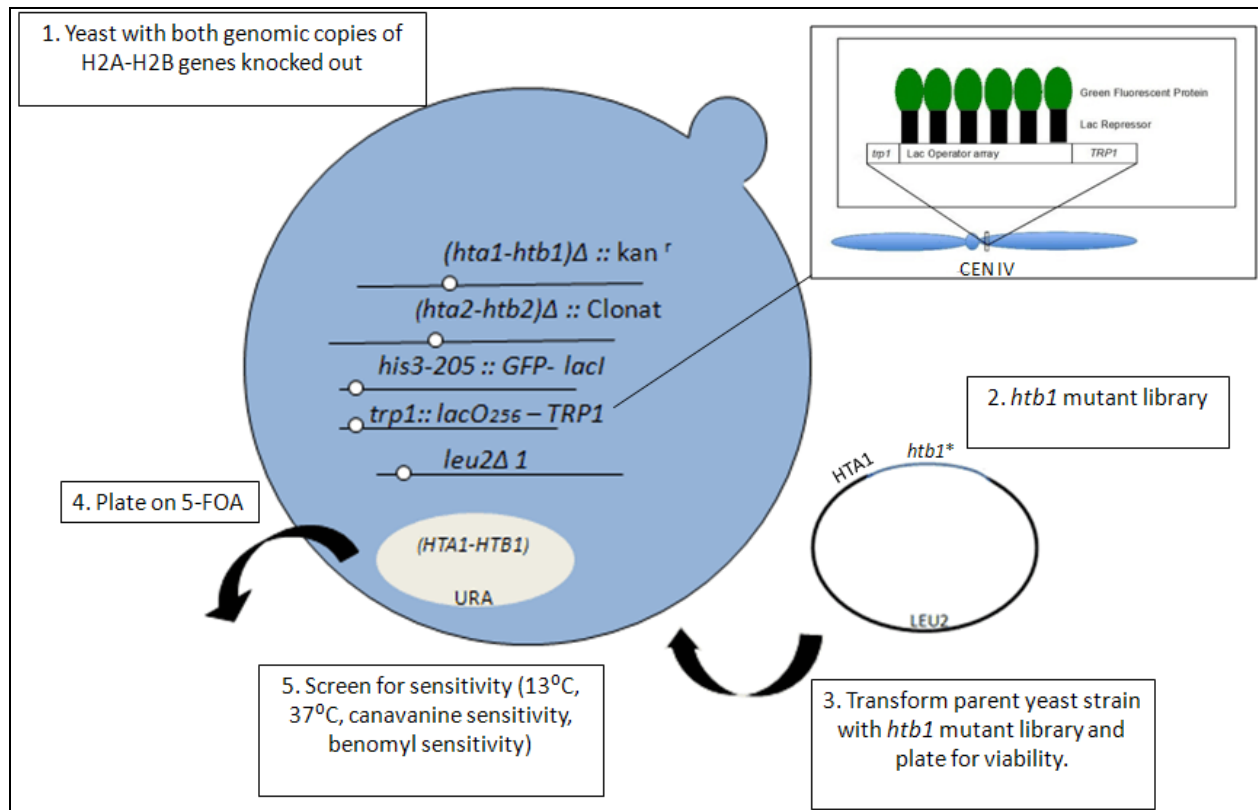 1. Yeast with both genomic copies of
H2A-H2B genes knocked out
Green Fluorescent Protein
Lac Repressor
trp1
Lac Operator array
TRP1
CEN IV
(hta1-htb1)Δ :: kan ʳ
(hta2-htb2)Δ :: Clonat
his3-205 :: GFP- lacI
trp1:: lacO₂₅₆ – TRP1
leu2Δ 1
(HTA1-HTB1)
URA
2. htb1 mutant library
HTA1
htb1*
LEU2
3. Transform parent yeast strain
with htb1 mutant library and
plate for viability.
4. Plate on 5-FOA
5. Screen for sensitivity (13⁰C,
37⁰C, canavanine sensitivity,
benomyl sensitivity)